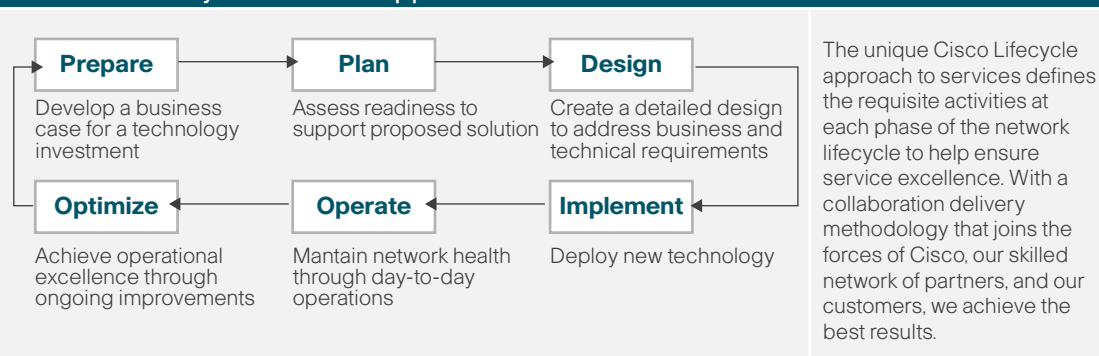 Prepare
Develop a business
case for a technology
investment
Plan
Assess readiness to
support proposed solution
Design
Create a detailed design
to address business and
technical requirements
Optimize
Achieve operational
excellence through
ongoing improvements
Operate
Mantain network health
through day-to-day
operations
Implement
Deploy new technology
The unique Cisco Lifecycle
approach to services defines
the requisite activities at
each phase of the network
lifecycle to help ensure
service excellence. With a
collaboration delivery
methodology that joins the
forces of Cisco, our skilled
network of partners, and our
customers, we achieve the
best results.